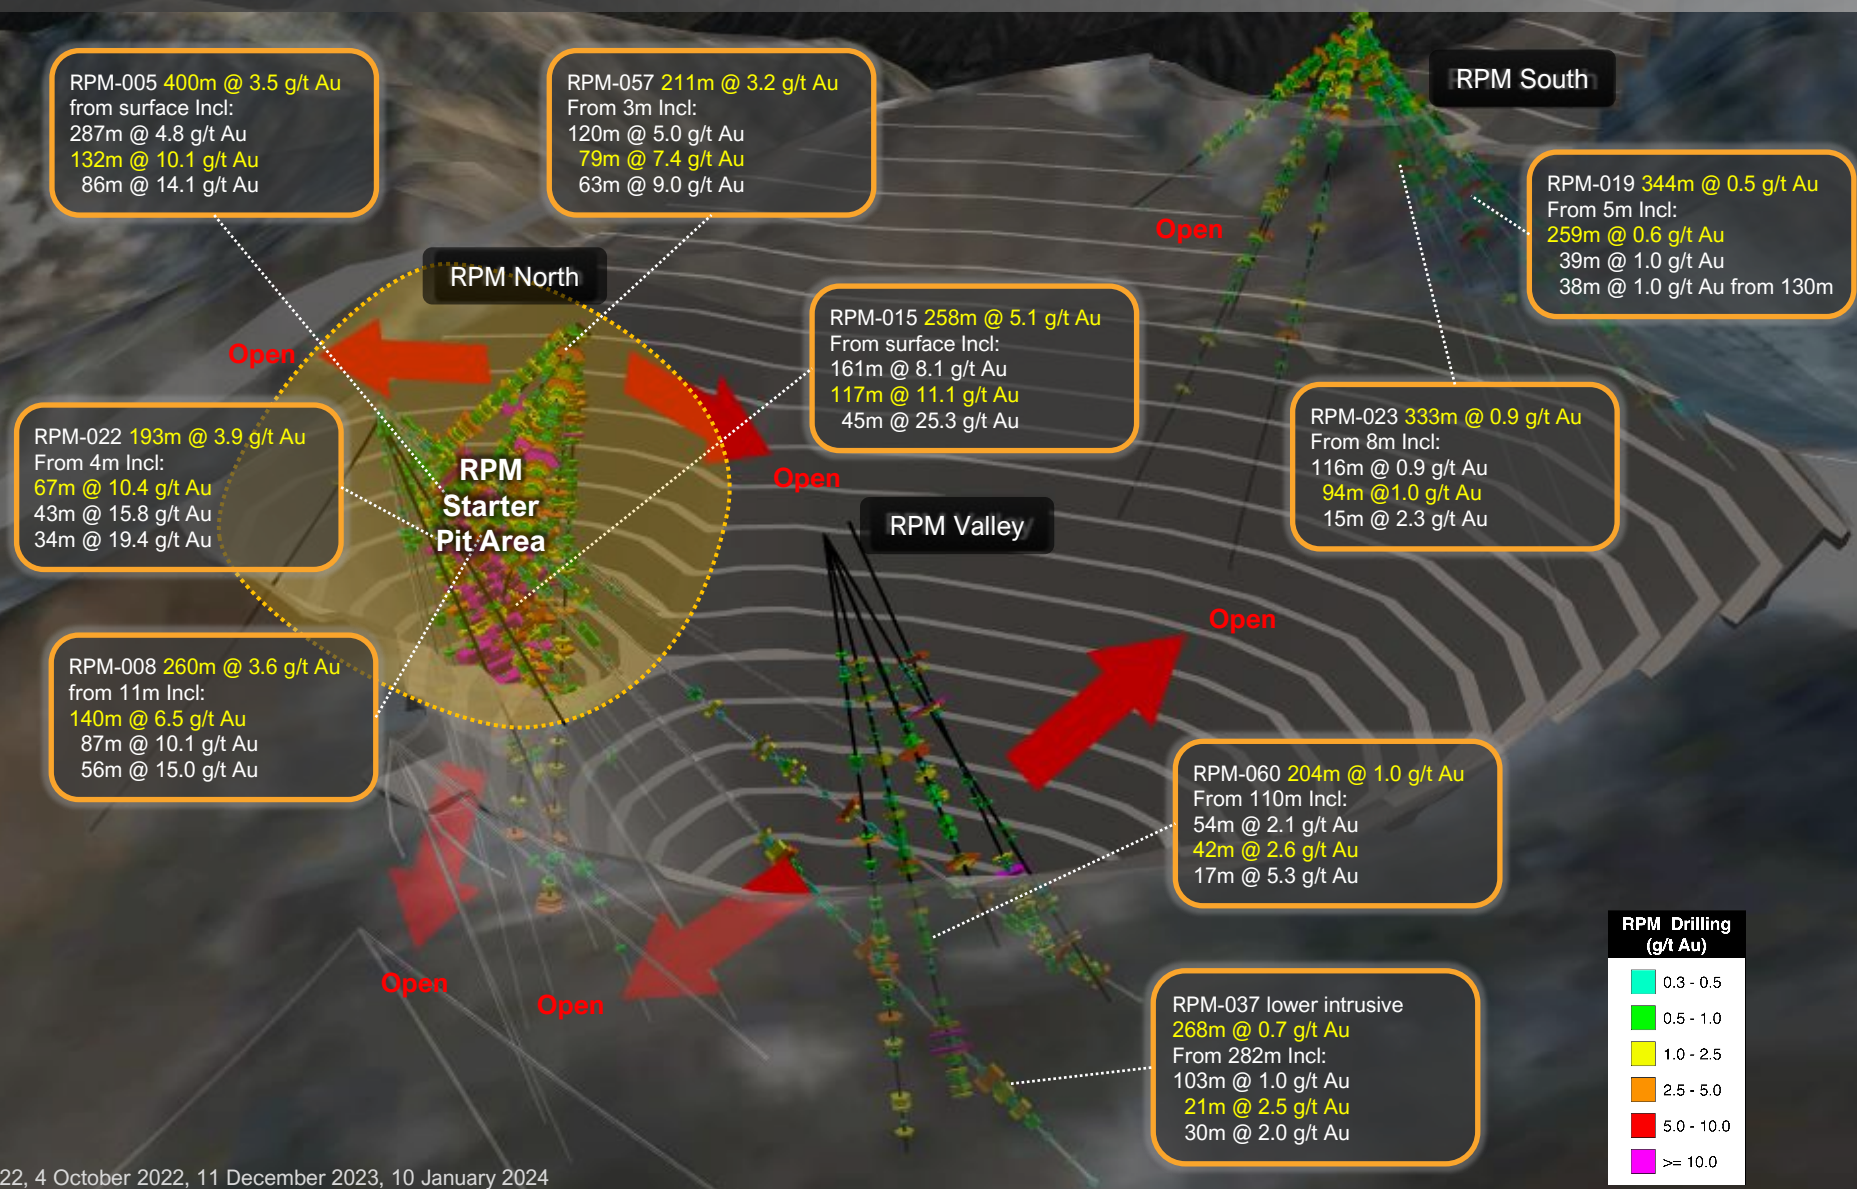 RPM-005 400m @ 3.5 g/t Au
from surface Incl:
287m @ 4.8 g/t Au
132m @ 10.1 g/t Au
86m @ 14.1 g/t Au
RPM-057 211m @ 3.2 g/t Au
From 3m Incl:
120m @ 5.0 g/t Au
79m @ 7.4 g/t Au
63m @ 9.0 g/t Au
RPM South
RPM-019 344m @ 0.5 g/t Au
From 5m Incl:
259m @ 0.6 g/t Au
39m @ 1.0 g/t Au
38m @ 1.0 g/t Au from 130m
Open
RPM North
RPM-015 258m @ 5.1 g/t Au
From surface Incl:
161m @ 8.1 g/t Au
117m @ 11.1 g/t Au
45m @ 25.3 g/t Au
Open
RPM-022 193m @ 3.9 g/t Au
From 4m Incl:
67m @ 10.4 g/t Au
43m @ 15.8 g/t Au
34m @ 19.4 g/t Au
RPM
Starter
Pit Area
Open
RPM-023 333m @ 0.9 g/t Au
From 8m Incl:
116m @ 0.9 g/t Au
94m @1.0 g/t Au
15m @ 2.3 g/t Au
RPM Valley
Open
RPM-008 260m @ 3.6 g/t Au
from 11m Incl:
140m @ 6.5 g/t Au
87m @ 10.1 g/t Au
56m @ 15.0 g/t Au
RPM-060 204m @ 1.0 g/t Au
From 110m Incl:
54m @ 2.1 g/t Au
42m @ 2.6 g/t Au
17m @ 5.3 g/t Au
Open
Open
RPM-037 lower intrusive
268m @ 0.7 g/t Au
From 282m Incl:
103m @ 1.0 g/t Au
21m @ 2.5 g/t Au
30m @ 2.0 g/t Au
RPM Drilling
(g/t Au)
0.3 - 0.5
0.5 - 1.0
1.0 - 2.5
2.5 - 5.0
5.0 - 10.0
>= 10.0
22, 4 October 2022, 11 December 2023, 10 January 2024